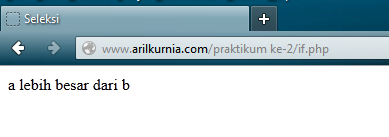 Seleksi
www.arilkurnia.com/praktikum ke-2/if.php
a lebih besar dari b